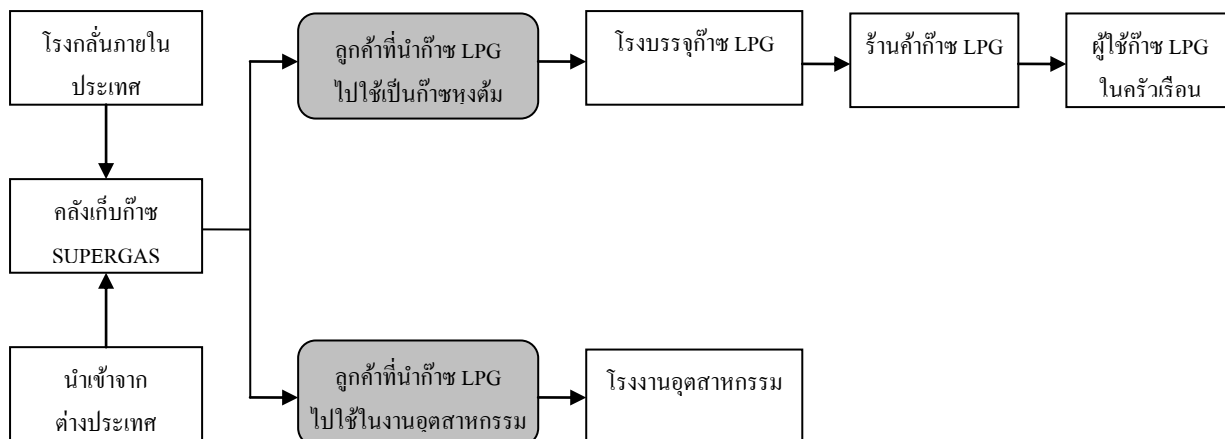 โรงกลั่นภายใน
ประเทศ
ลูกค้าที่นำก๊าซ LPG
ไปใช้เป็นก๊าซหุงต้ม
โรงบรรจุก๊าซ LPG
ร้านค้าก๊าซ LPG
ผู้ใช้ก๊าซ LPG
ในครัวเรือน
คลังเก็บก๊าซ
SUPERGAS
นำเข้าจาก
ต่างประเทศ
ลูกค้าที่นำก๊าซ LPG
ไปใช้ในงานอุตสาหกรรม
โรงงานอุตสาหกรรม